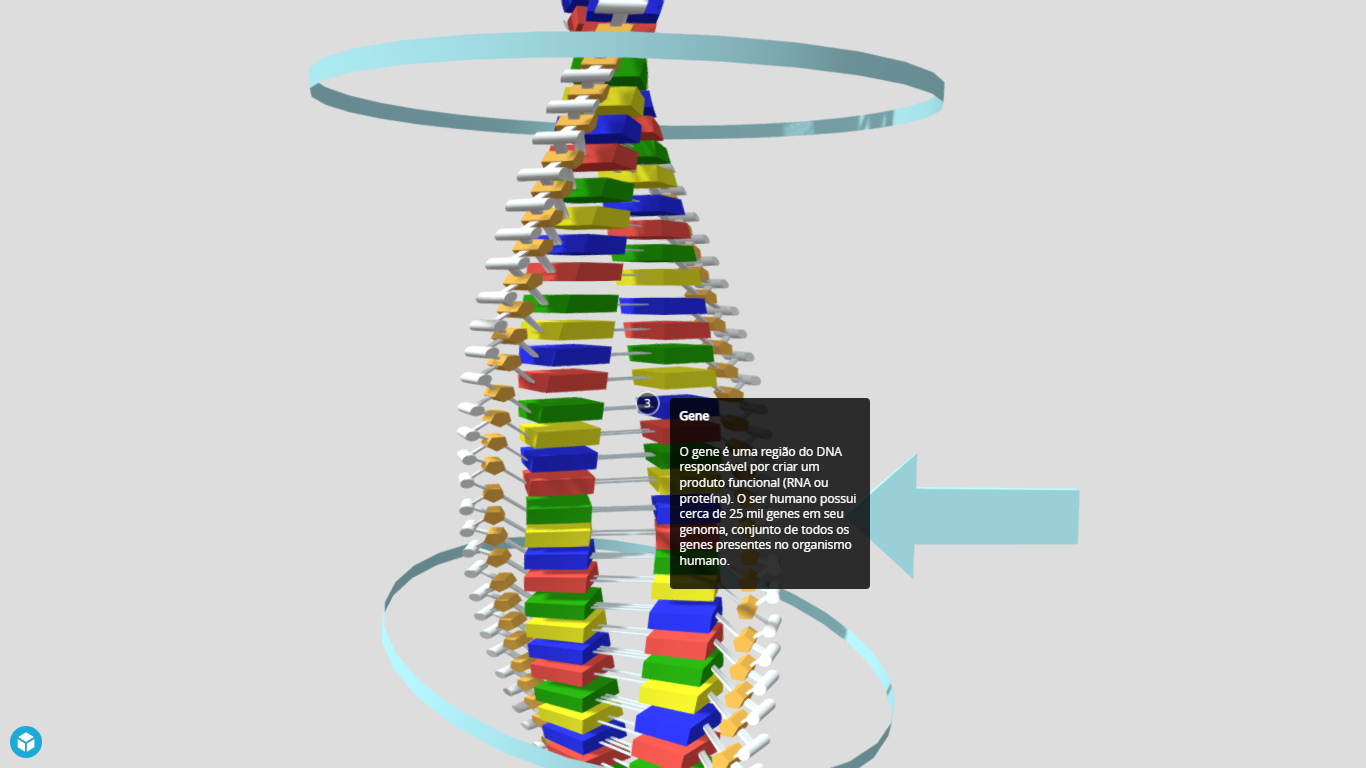 3
Gene
O gene é uma região do DNA
responsável por criar um
produto funcional (RNA ou
proteína). O ser humano possui
cerca de 25 mil genes em seu
genoma, conjunto de todos os
genes presentes no organismo
humano.